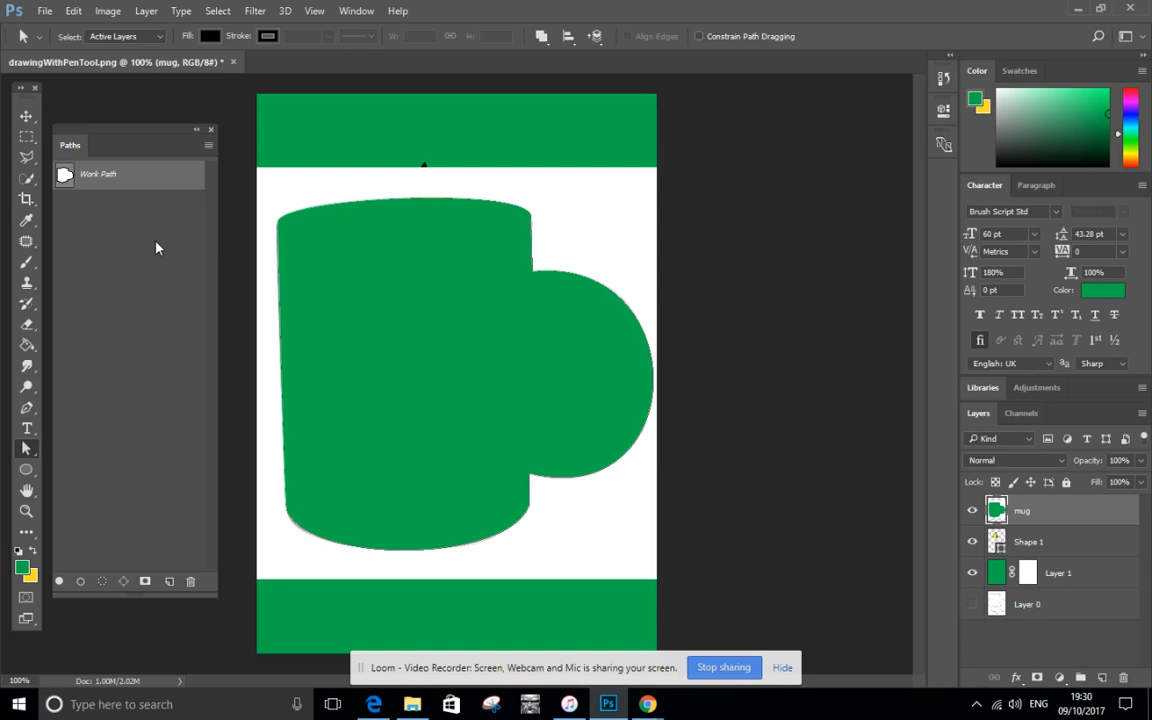 Ps File Edit Image Layer Type Select Filter 3D View Window Help
Select: Active Layers Fill: Stroke: W: H: Align Edges Constrain Path Dragging
drawingWithPenTool.png @ 100% (mug, RGB/8#) * ×
Paths
Work Path
Color Swatches
Character Paragraph
Brush Script Std
60 pt 43.28 pt
Metrics 0
180% 100%
0 pt Color:
English: UK Sharp
Libraries Adjustments
Layers Channels
Kind
Normal Opacity: 100%
Lock: Fill: 100%
mug
Shape 1
Layer 1
Layer 0
Loom - Video Recorder: Screen, Webcam and Mic is sharing your screen. Stop sharing Hide
100% Doc: 1.00M/2.02M
Type here to search
ENG
19:30
09/10/2017